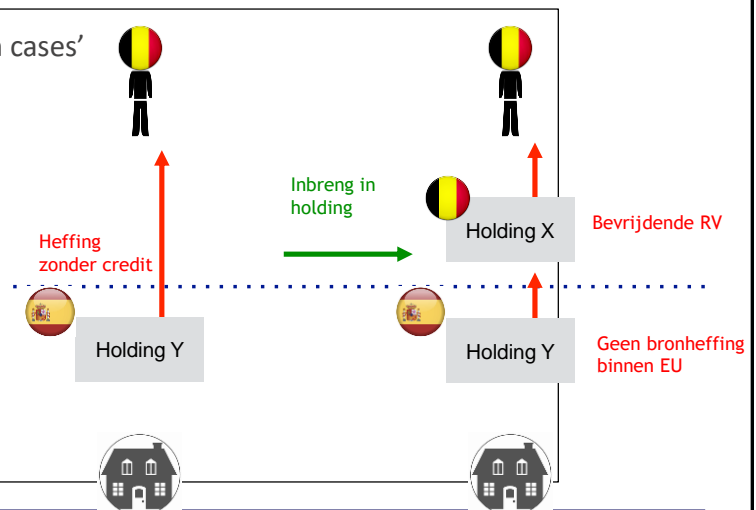 cases’
Inbreng in
holding
Heffing
zonder credit
Holding Y
Holding X
Bevrijdende RV
Holding Y
Geen bronheffing
binnen EU